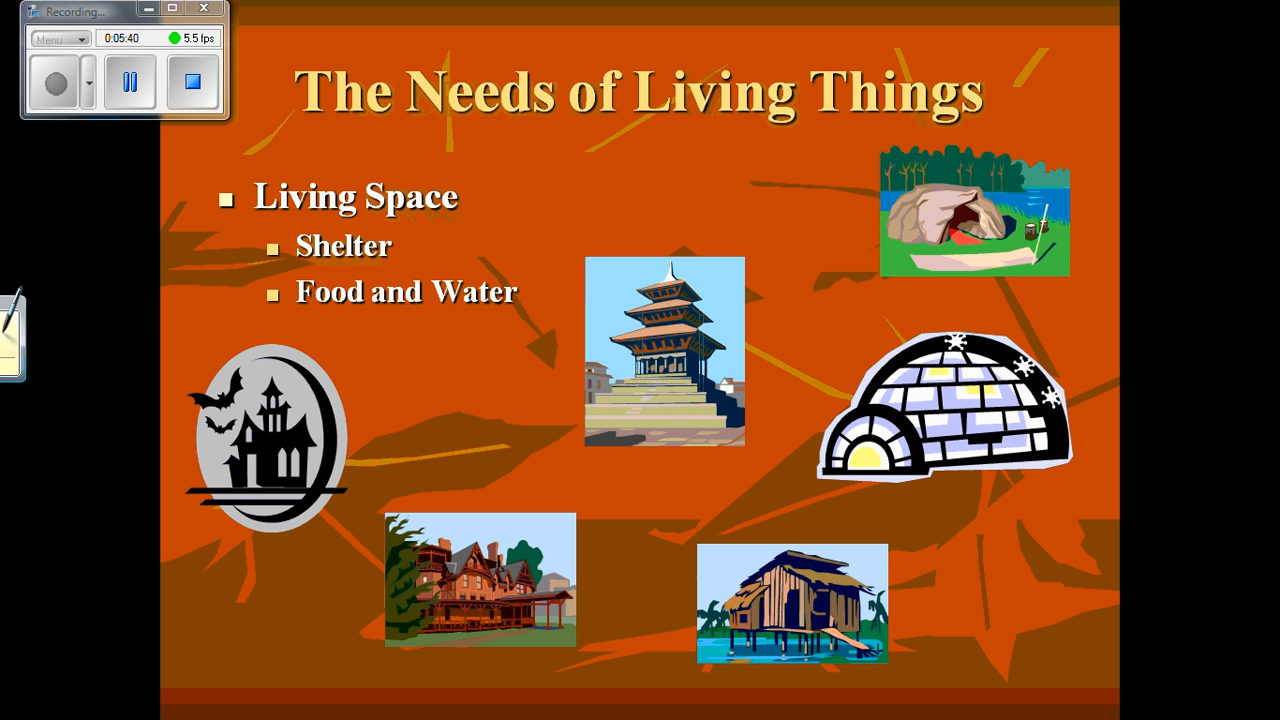 Recording...
Menu
0:05:40
5.5 fps
The Needs of Living Things
Living Space
Shelter
Food and Water